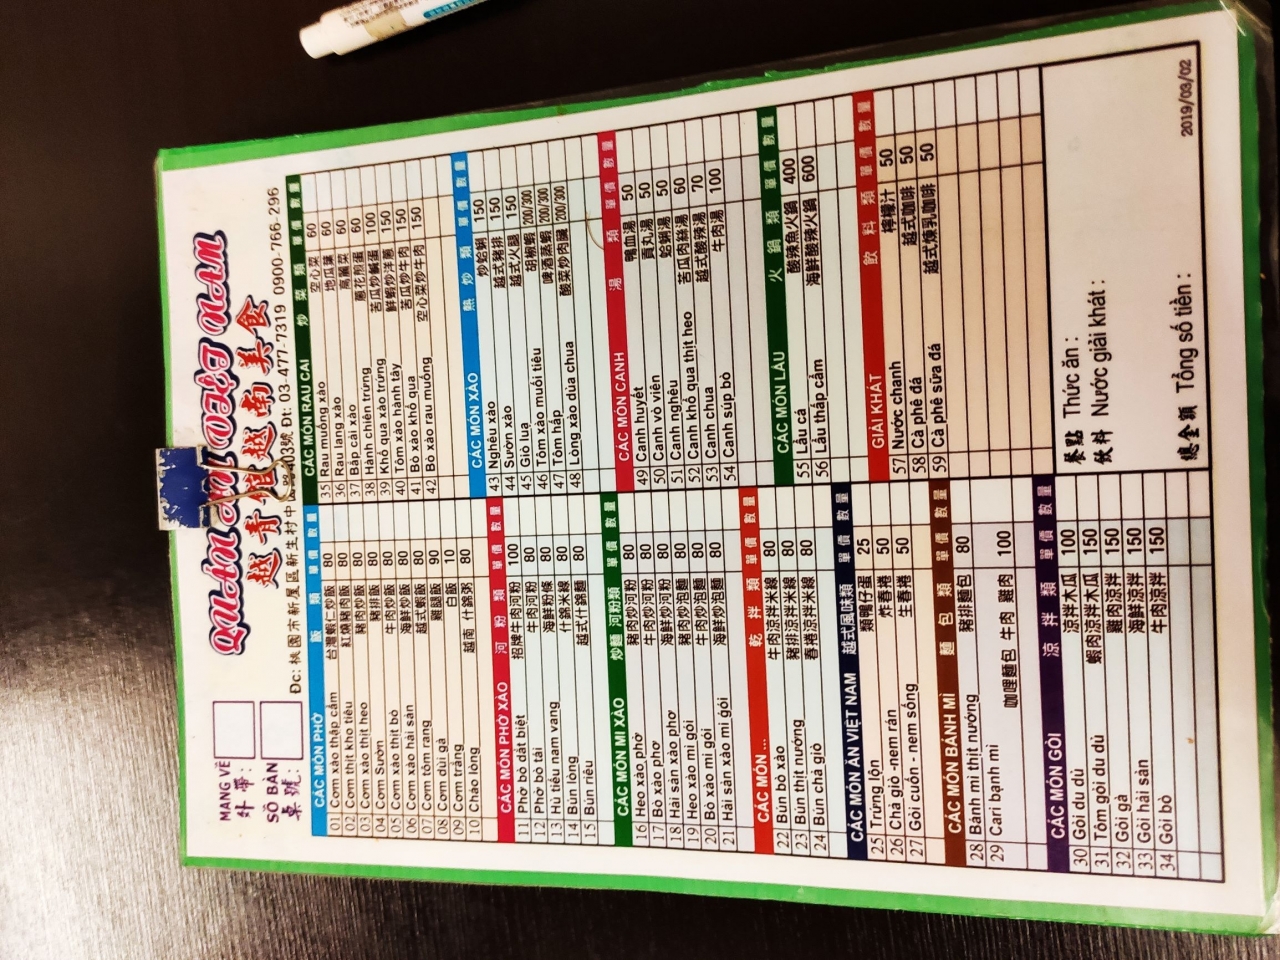 QUÁN ĂN VIỆT NAM
越青
越南美食
Đc: 桃園市新屋區新生村中 403號 Đt: 03-477-7319 0900-766-296
MANG VỀ
外帶:
SỐ BÀN
桌號:
CÁC MÓN PHỞ 飯類 單價 數量
01 Cơm xào thập cẩm 台灣蝦仁炒飯 80
02 Cơm thịt kho tiêu 紅燒豬肉飯 80
03 Cơm xào thịt heo 豬肉炒飯 80
04 Cơm Sườn 豬排飯 80
05 Cơm xào thịt bò 牛肉炒飯 80
06 Cơm xào hải sản 海鮮炒飯 80
07 Cơm tôm rang 越式蝦飯 90
08 Cơm đùi gà 雞腿飯 10
09 Cơm trắng 白飯
10 Cháo lòng 越南 什錦粥 80
CÁC MÓN PHỞ XÀO 河粉類 單價 數量
11 Phở bò đặt biệt 招牌牛肉河粉 100
12 Phở bò tái 牛肉河粉 80
13 Hủ tiếu nam vang 海鮮粉條 80
14 Bún lòng 什錦米線 80
15 Bún riêu 越式什錦麵 80
CÁC MÓN MÌ XÀO 炒麵 河粉類 單價 數量
16 Heo xào phở 豬肉炒河粉 80
17 Bò xào phơ 牛肉炒河粉 80
18 Hải sản xào phơ 海鮮炒河粉 80
19 Heo xào mì gói 豬肉炒泡麵 80
20 Bò xào mì gói 牛肉炒泡麵 80
21 Hải sản xào mì gói 海鮮炒泡麵 80
CÁC MÓN ... 乾拌類 單價 數量
22 Bún bò xào 牛肉涼拌米線 80
23 Bún thịt nướng 豬排涼拌米線 80
24 Bún chả giò 春捲涼拌米線 80
CÁC MÓN ĂN VIỆT NAM 越式風味類 單價 數量
25 Trứng lộn 類鴨仔蛋 25
26 Chả giò-nem rán 炸春捲 50
27 Gỏi cuốn - nem sống 生春捲 50
CÁC MÓN BÁNH MÌ 麵包類 單價 數量
28 Bánh mì thịt nướng 豬排麵包 80
29 Cari bạnh mì 咖哩麵包 牛肉 雞肉 100
CÁC MÓN GỎI 涼拌類 單價 數量
30 Gỏi đu đủ 涼拌木瓜 100
31 Tôm gỏi đu đủ 蝦肉涼拌木瓜 150
32 Gỏi gà 雞肉涼拌 150
33 Gỏi hải sản 海鮮涼拌 150
34 Gỏi bò 牛肉涼拌 150
CÁC MÓN RAU CAI 炒菜類 單價 數量
35 Rau muống xào 空心菜 60
36 Rau lang xào 地瓜葉 60
37 Bắp cải xào 高麗菜 60
38 Hành chiên trứng 蔥花煎蛋 60
39 Khổ qua xào trứng 苦瓜炒鹹蛋 100
40 Tôm xào hành tây 鮮蝦炒洋蔥 150
41 Bò xào khổ qua 苦瓜炒牛肉 150
42 Bò xáo rau muống 空心菜炒牛肉 150
CÁC MÓN XÀO 熱炒類 單價 數量
43 Nghêu xào 炒蛤蜊 150
44 Sườn xào 越式豬排 150
45 Giò lụa 越式火腿 150
46 Tôm xào muối tiêu 胡椒蝦 200/300
47 Tôm hấp 啤酒蒸蝦 200/300
48 Lòng xào dưa chua 酸菜炒肉臟 200/300
CÁC MÓN CANH 湯類 單價 數量
49 Canh huyết 鴨血湯 50
50 Canh vò viên 貢丸湯 50
51 Canh nghêu 蛤蜊湯 50
52 Canh khổ qua thịt heo 苦瓜肉絲湯 60
53 Canh chua 越式酸辣湯 70
54 Canh súp bò 牛肉湯 100
CÁC MÓN LẨU 火鍋類 單價 數量
55 Lẩu cá 酸辣魚火鍋 400
56 Lẩu thập cẩm 海鮮酸辣火鍋 600
GIẢI KHÁT 飲料類 單價 數量
57 Nước chanh 檸檬汁 50
58 Cà phê đá 越式咖啡 50
59 Cà phê sữa đá 越式煉乳咖啡 50
餐點 Thức ăn :
飲料 Nước giải khát :
總金額 Tổng số tiền :
2019/03/02